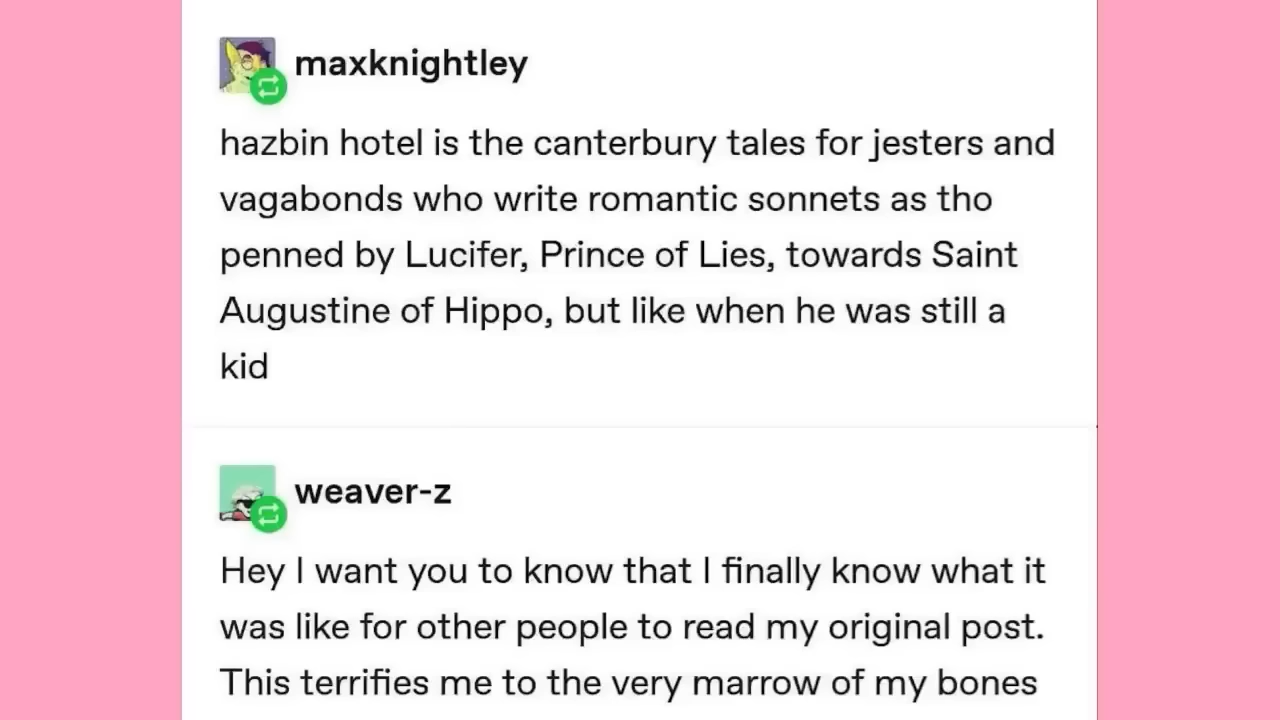 maxknightley
hazbin hotel is the canterbury tales for jesters and
vagabonds who write romantic sonnets as tho
penned by Lucifer, Prince of Lies, towards Saint
Augustine of Hippo, but like when he was still a
kid
weaver-z
Hey I want you to know that I finally know what it
was like for other people to read my original post.
This terrifies me to the very marrow of my bones